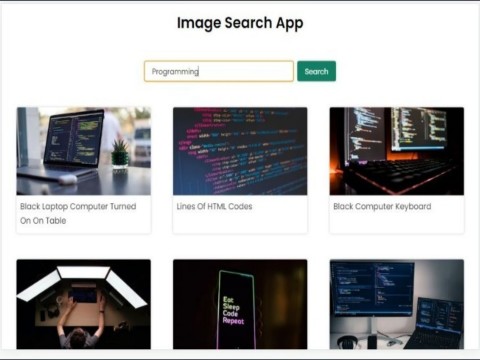 Image Search App
Programming
Search
Black Laptop Computer Turned
On On Table
Lines Of HTML Codes
Black Computer Keyboard
Eat
Sleep
Code
Repeat